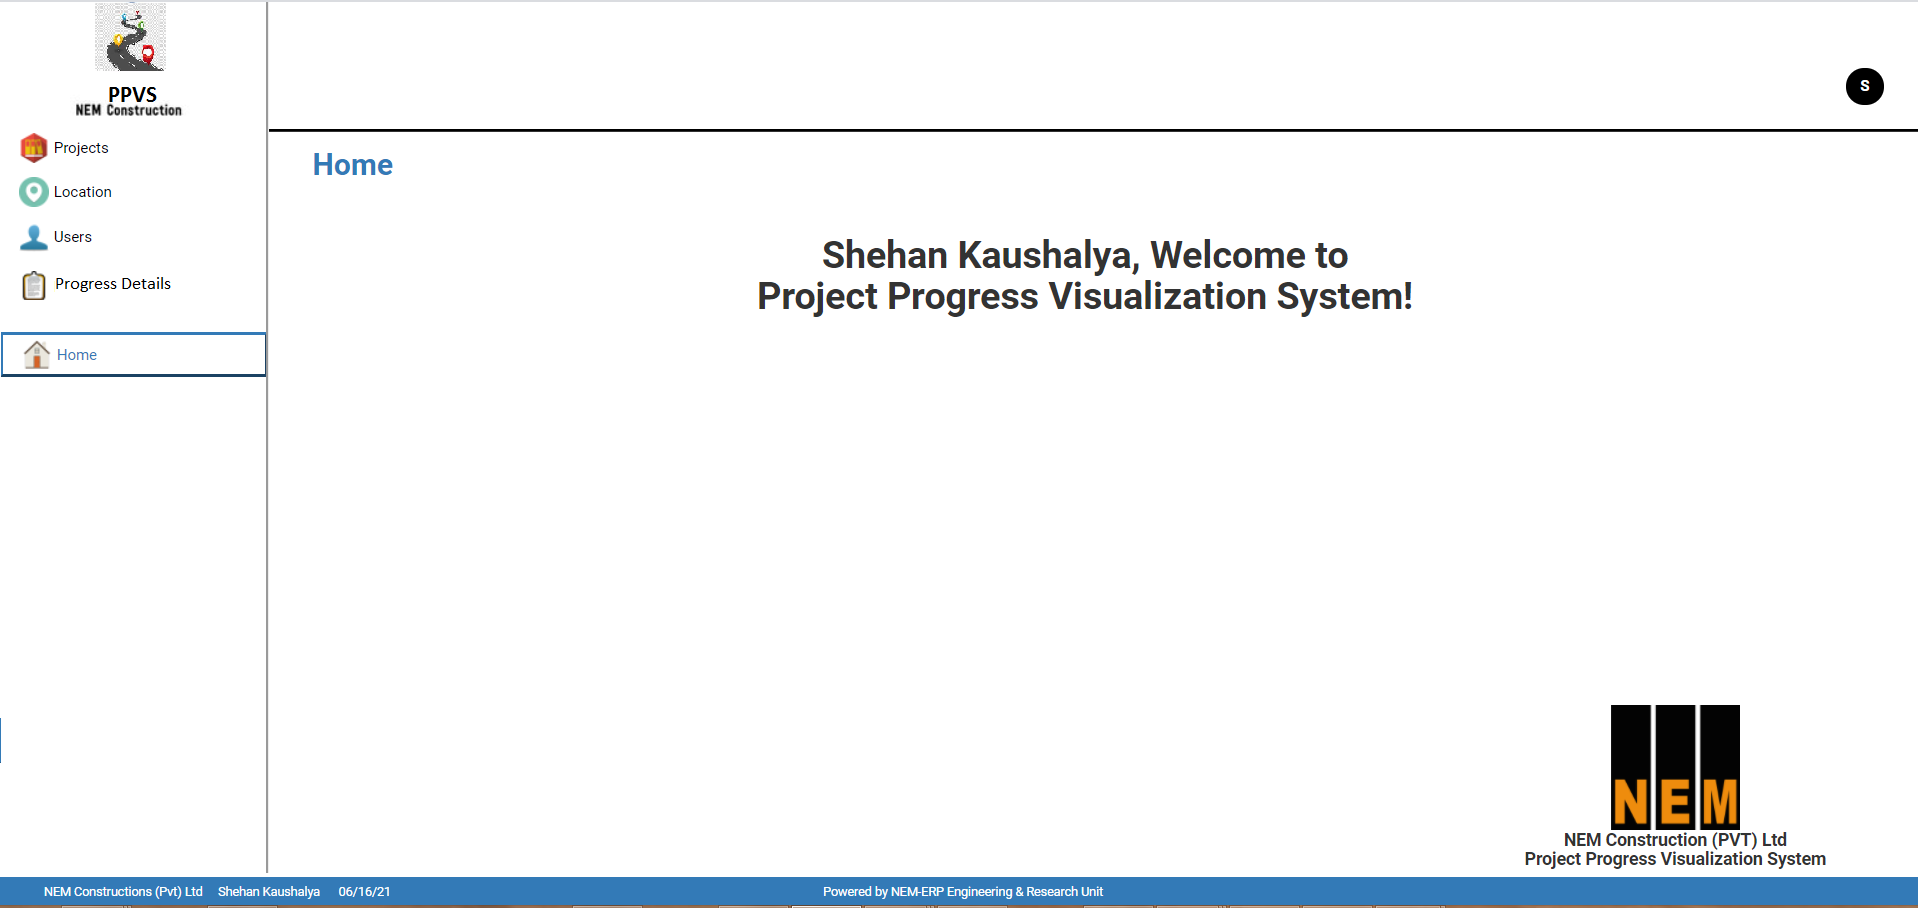 PPVS
NEM Construction
Projects
Location
Users
Progress Details
Home
S
Home
Shehan Kaushalya, Welcome to
Project Progress Visualization System!
NEM
NEM Construction (PVT) Ltd
Project Progress Visualization System
NEM Constructions (Pvt) Ltd Shehan Kaushalya 06/16/21 Powered by NEM-ERP Engineering & Research Unit